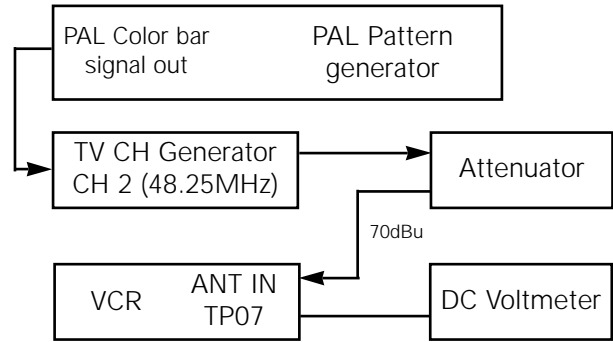 PAL Color bar
signal out
PAL Pattern
generator
TV CH Generator
CH 2 (48.25MHz)
Attenuator
70dBu
VCR
ANT IN
TP07
DC Voltmeter